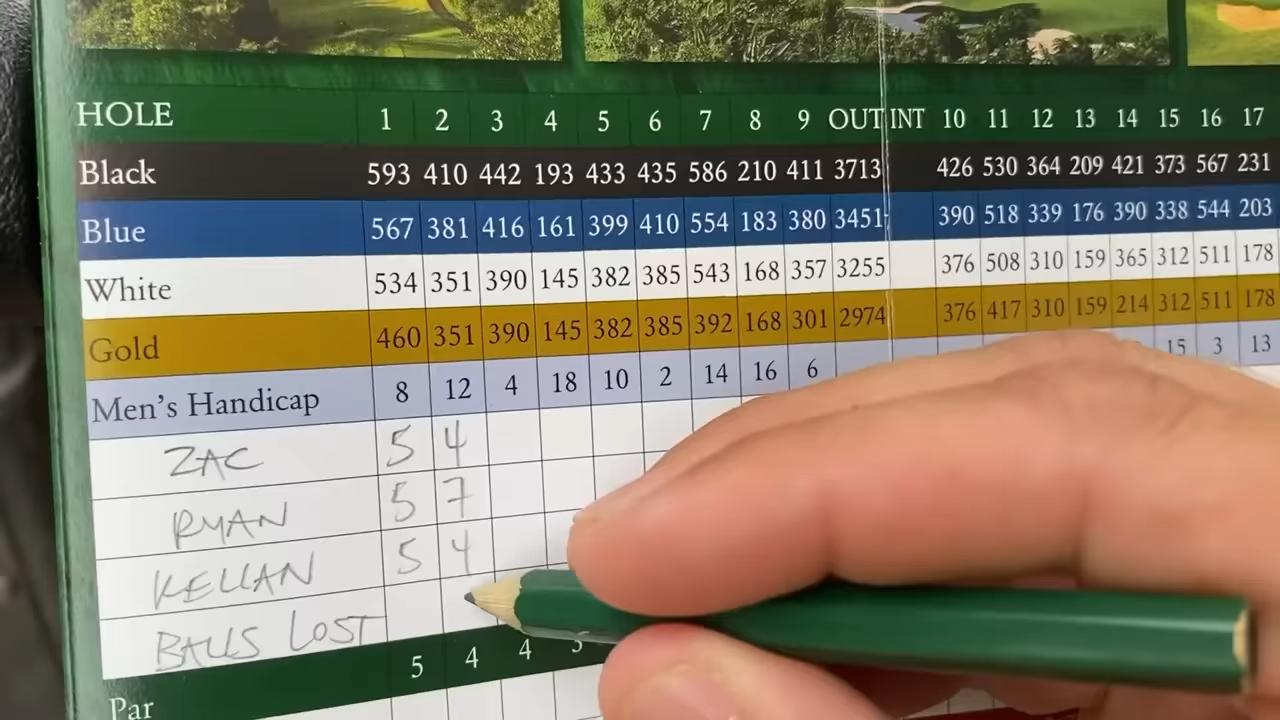 HOLE 1 2 3 4 5 6 7 8 9 OUT INT 10 11 12 13 14 15 16 17
Black 593 410 442 193 433 435 586 210 411 3713 426 530 364 209 421 373 567 231
Blue 567 381 416 161 399 410 554 183 380 3451 390 518 339 176 390 338 544 203
White 534 351 390 145 382 385 543 168 357 3255 376 508 310 159 365 312 511 178
Gold 460 351 390 145 382 385 392 168 301 2974 376 417 310 159 214 312 511 178
Men's Handicap 8 12 4 18 10 2 14 16 6 15 3 13
ZAC 5 4
RYAN 5 7
KELLAN 5 4
BALLS LOST
Par 5 4 4